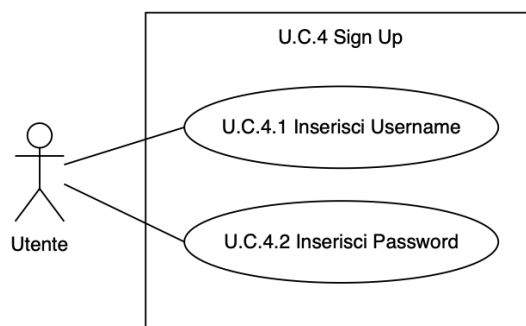 U.C.4 Sign Up
U.C.4.1 Inserisci Username
U.C.4.2 Inserisci Password
Utente